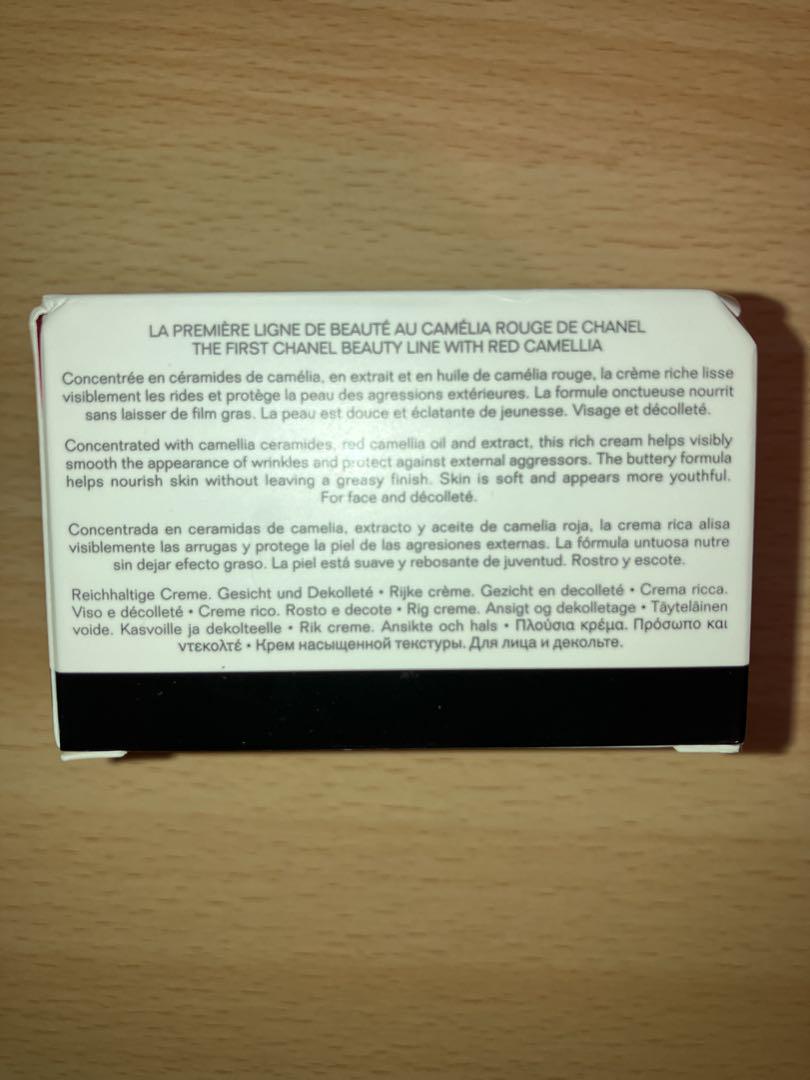 LA PREMIÈRE LIGNE DE BEAUTÉ AU CAMÉLIA ROUGE DE CHANEL
THE FIRST CHANEL BEAUTY LINE WITH RED CAMELLIA
Concentrée en céramides de camélia, en extrait et en huile de camélia rouge, la crème riche lisse
visiblement les rides et protège la peau des agressions extérieures. La formule onctueuse nourrit
sans laisser de film gras. La peau est douce et éclatante de jeunesse. Visage et décolleté.
Concentrated with camellia ceramides, red camellia oil and extract, this rich cream helps visibly
smooth the appearance of wrinkles and protect against external aggressors. The buttery formula
helps nourish skin without leaving a greasy finish. Skin is soft and appears more youthful.
For face and décolleté.
Concentrada en ceramidas de camelia, extracto y aceite de camelia roja, la crema rica alisa
visiblemente las arrugas y protege la piel de las agresiones externas. La fórmula untuosa nutre
sin dejar efecto graso. La piel está suave y rebosante de juventud. Rostro y escote.
Reichhaltige Creme. Gesicht und Dekolleté • Rijke crème. Gezicht en decolleté • Crema ricca.
Viso e décolleté • Creme rico. Rosto e decote • Rig creme. Ansigt og dekolletage • Täyteläinen
voide. Kasvoille ja dekolteelle • Rik creme. Ansikte och hals • Πλούσια κρέμα. Πρόσωπο και
ντεκολτέ • Крем насыщенной текстуры. Для лица и декольте.